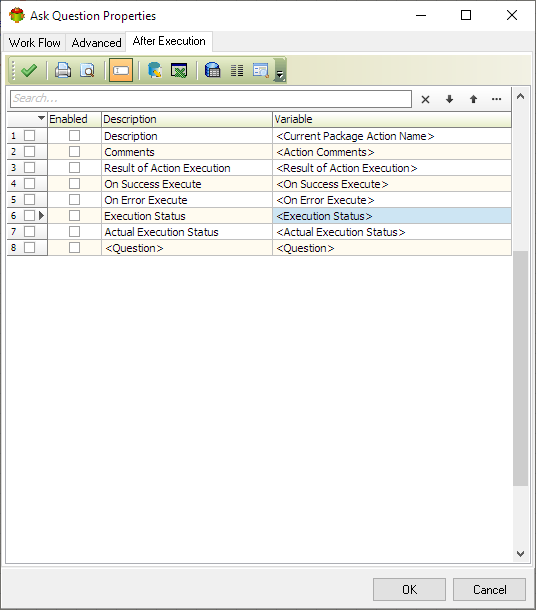 Ask Question Properties
Work Flow Advanced After Execution
Search...
Enabled Description Variable
1 Description <Current Package Action Name>
2 Comments <Action Comments>
3 Result of Action Execution <Result of Action Execution>
4 On Success Execute <On Success Execute>
5 On Error Execute <On Error Execute>
6 Execution Status <Execution Status>
7 Actual Execution Status <Actual Execution Status>
8 <Question> <Question>
OK Cancel